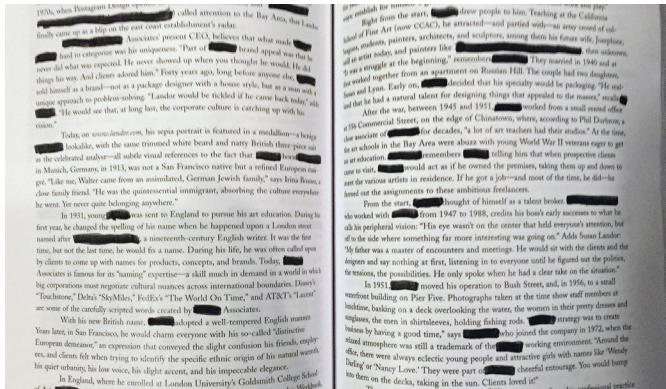 1970s, when Pentagram Design opened called attention to the Bay Area, that Landor
finally came up as a blip on the east coast establishment's radar.
Associates' present CEO, believes that what made
hard to categorize was his uniqueness. "Part of brand appeal was that he
never did what was expected. He never showed up when you thought he would. He did
things his way. And clients adored him." Forty years ago, long before anyone else,
sold himself as a brand—not as a package designer with a house style, but as a man with a
unique approach to problem-solving. "Landor would be tickled if he came back today," adds
"He would see that, at long last, the corporate culture is catching up with his
vision."
Today, on www.landor.com, his sepia portrait is featured in a medallion—a benign
lookalike, with the same trimmed white beard and natty British three-piece suit
as the celebrated analyst—all subtle visual references to the fact that born
in Munich, Germany, in 1913, was not a San Francisco native but a refined European
"Like me, Walter came from an assimilated, German Jewish family," says Irina
close family friend. "He was the quintessential immigrant, absorbing the culture everywhere
he went. Yet never quite belonging anywhere."
In 1931, young was sent to England to pursue his art education. During his
first year, he changed the spelling of his name when he happened upon a London street
named after a nineteenth-century English writer. It was the first
time, but not the last time, he would fix a name. During his life, he was often called upon
by clients to come up with names for products, concepts, and brands. Today,
Associates is famous for its "naming" expertise—a skill much in demand in a world in which
big corporations must negotiate cultural nuances across international boundaries. Disney's
"Touchstone," Delta's "SkyMiles," FedEx's "The World On Time," and AT&T's "Lucent"
are some of the carefully scripted words created by Associates.
With his new British name, adopted a well-tempered English manner.
Years later, in San Francisco, he would charm everyone with his so-called "distinctive
European demeanor," an expression that conveyed the slight confusion his friends, employ-
ees, and clients felt when trying to identify the specific ethnic origin of his natural warmth,
his quiet urbanity, his low voice, his slight accent, and his impeccable elegance.
In England, where he enrolled at London University's Goldsmith College School
establish for
Right from the start, drew people to him. Teaching at the California
School of Fine Art (now CCAC), he attracted—and partied with—an artsy crowd of col-
leagues, students, painters, architects, and sculptors, among them his future wife, Josephine,
an artist today, and painters like then unknown.
"It was a struggle at the beginning," remembers They married in 1940 and at
worked together from an apartment on Russian Hill. The couple had two daughters,
and Lynn. Early on, decided that his specialty would be packaging. "He real-
ized that he had a natural talent for designing things that appealed to the masses," recalls
After the war, between 1945 and 1951, worked from a small rented office
at 556 Commercial Street, on the edge of Chinatown, where, according to Phil Durbrow, a
close associate of for decades, "a lot of art teachers had their studios." At the time,
the art schools in the Bay Area were abuzz with young World War II veterans eager to get
an art education. remembers telling him that when prospective clients
came to visit, would act as if he owned the premises, taking them up and down to
meet the various artists in residence. If he got a job—and most of the time, he did—he
farmed out the assignments to these ambitious freelancers.
From the start, thought of himself as a talent broker.
who worked with from 1947 to 1988, credits his boss's early successes to what he
calls his peripheral vision: "His eye wasn't on the center that held everyone's attention, but
off to the side where something far more interesting was going on." Adds Susan Landor:
"My father was a master of encounters and meetings. He would sit with the clients and the
designers and say nothing at first, listening in to everyone until he figured out the politics,
the tensions, the possibilities. He only spoke when he had a clear take on the situation."
In 1951, moved his operation to Bush Street, and, in 1956, to a small
waterfront building on Pier Five. Photographs taken at the time show staff members at
lunchtime, basking on a deck overlooking the water, the women in their pretty dresses and
sunglasses, the men in shirtsleeves, holding fishing rods. strategy was to create
business by having a good time," says who joined the company in 1972, when the
relaxed atmosphere was still a trademark of the working environment. "Around the
office, there were always eclectic young people and attractive girls with names like 'Wendy
Darling' or 'Nancy Love.' They were part of cheerful entourage. You would bump
into them on the decks, taking in the sun. Clients loved it."